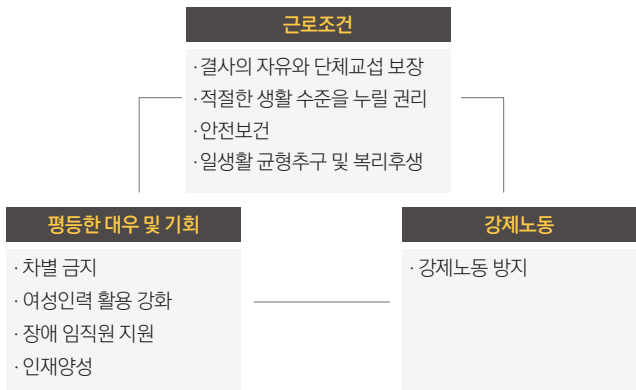 근로조건
· 결사의 자유와 단체교섭 보장
· 적절한 생활 수준을 누릴 권리
· 안전보건
· 일생활 균형추구 및 복리후생
평등한 대우 및 기회
· 차별 금지
· 여성인력 활용 강화
· 장애 임직원 지원
· 인재양성
강제노동
· 강제노동 방지